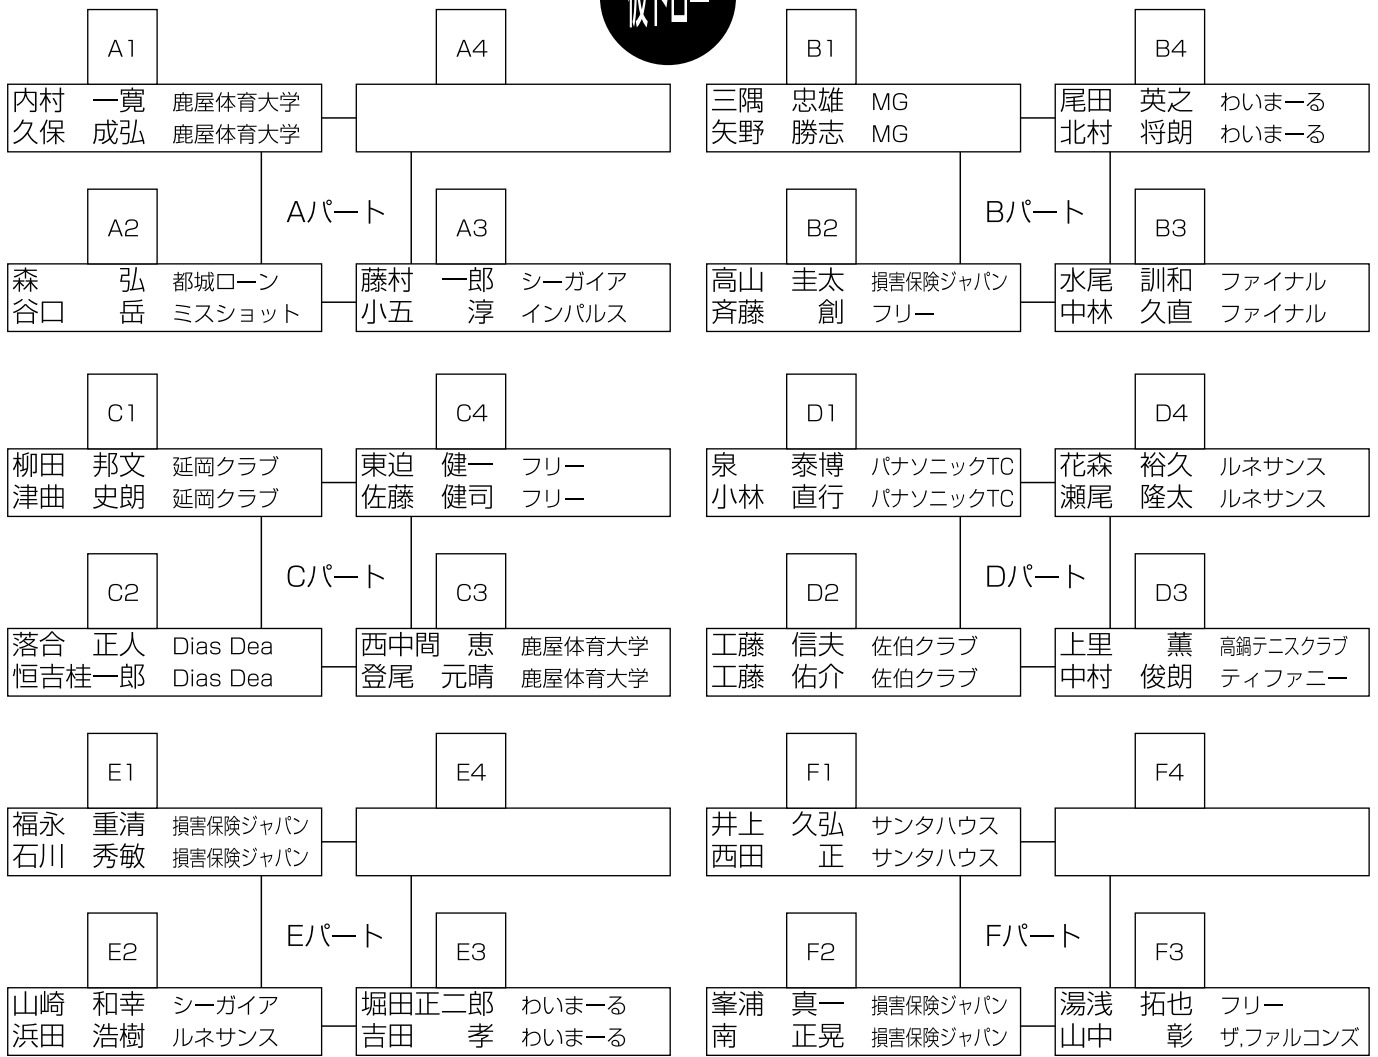 仮ドロー
A1
内村 一寛 鹿屋体育大学
久保 成弘 鹿屋体育大学
A4
Aパート
A2
森 弘 都城ローン
谷口 岳 ミスショット
A3
藤村 一郎 シーガイア
小五 淳 インパルス
B1
三隅 忠雄 MG
矢野 勝志 MG
B4
尾田 英之 わいまーる
北村 将朗 わいまーる
Bパート
B2
高山 圭太 損害保険ジャパン
斉藤 創 フリー
B3
水尾 訓和 ファイナル
中林 久直 ファイナル
C1
柳田 邦文 延岡クラブ
津曲 史朗 延岡クラブ
C4
東迫 健一 フリー
佐藤 健司 フリー
Cパート
C2
落合 正人 Dias Dea
恒吉桂一郎 Dias Dea
C3
西中間 恵 鹿屋体育大学
登尾 元晴 鹿屋体育大学
D1
泉 泰博 パナソニックTC
小林 直行 パナソニックTC
D4
花森 裕久 ルネサンス
瀬尾 隆太 ルネサンス
Dパート
D2
工藤 信夫 佐伯クラブ
工藤 佑介 佐伯クラブ
D3
上里 薫 高鍋テニスクラブ
中村 俊朗 ティファニー
E1
福永 重清 損害保険ジャパン
石川 秀敏 損害保険ジャパン
E4
Eパート
E2
山崎 和幸 シーガイア
浜田 浩樹 ルネサンス
E3
堀田正二郎 わいまーる
吉田 孝 わいまーる
F1
井上 久弘 サンタハウス
西田 正 サンタハウス
F4
Fパート
F2
峯浦 真一 損害保険ジャパン
南 正晃 損害保険ジャパン
F3
湯浅 拓也 フリー
山中 彰 ザ,ファルコンズ